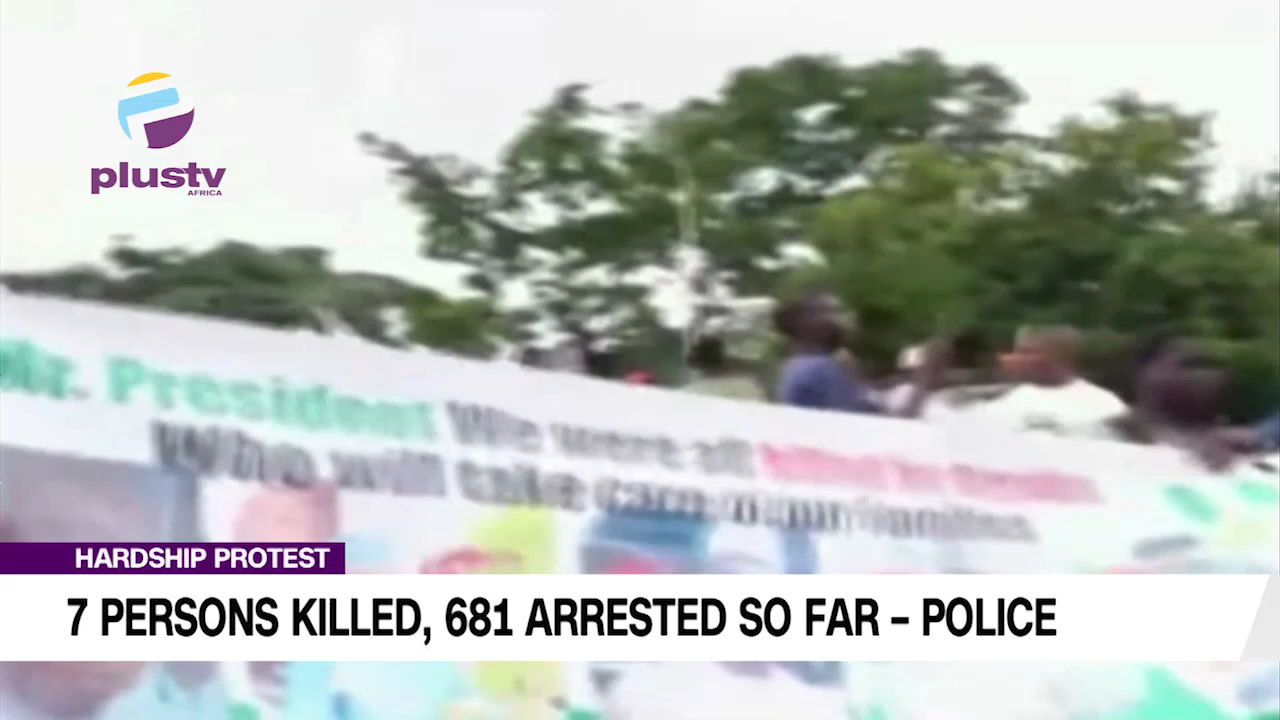 plustv
AFRICA
Mr. President We were all
Who will take care of our families
HARDSHIP PROTEST
7 PERSONS KILLED, 681 ARRESTED SO FAR – POLICE